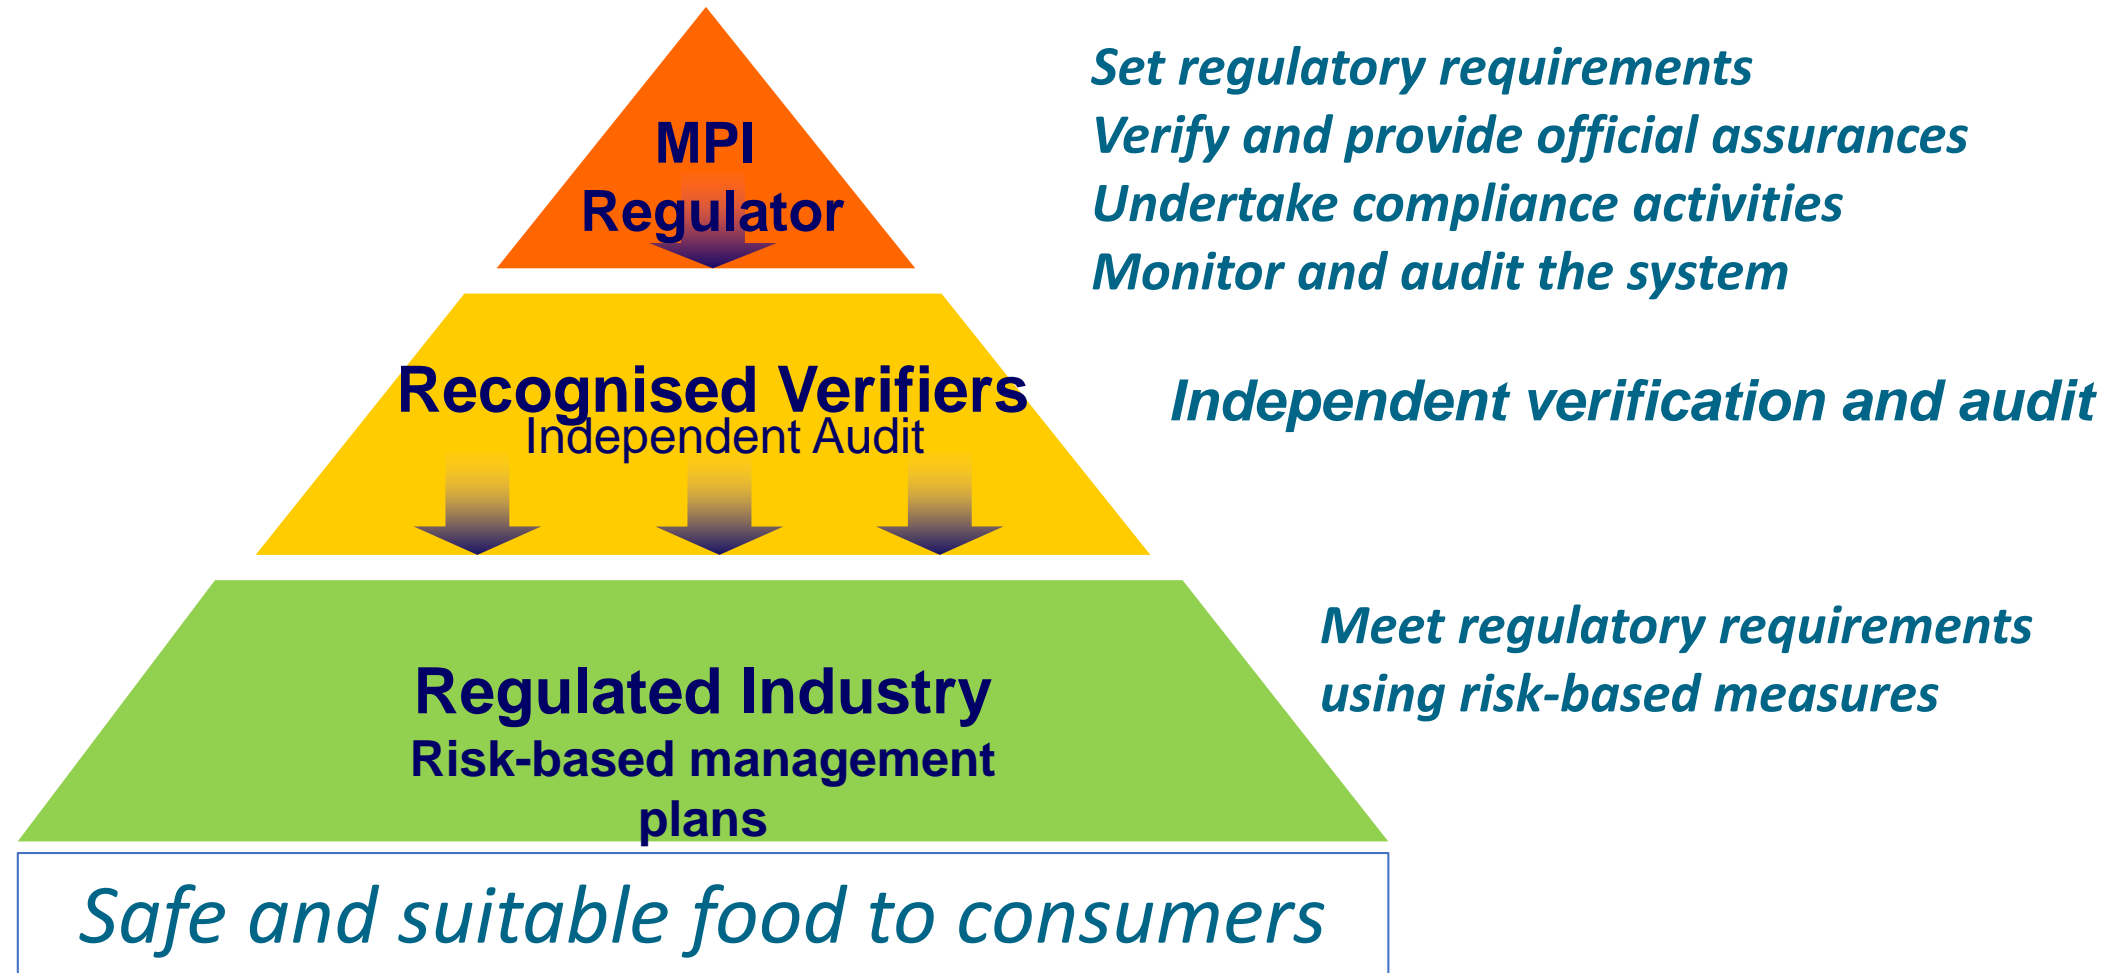 MPI
Regulator
Set regulatory requirements
Verify and provide official assurances
Undertake compliance activities
Monitor and audit the system
Recognised Verifiers
Independent Audit
Independent verification and audit
Regulated Industry
Risk-based management
plans
Meet regulatory requirements
using risk-based measures
Safe and suitable food to consumers